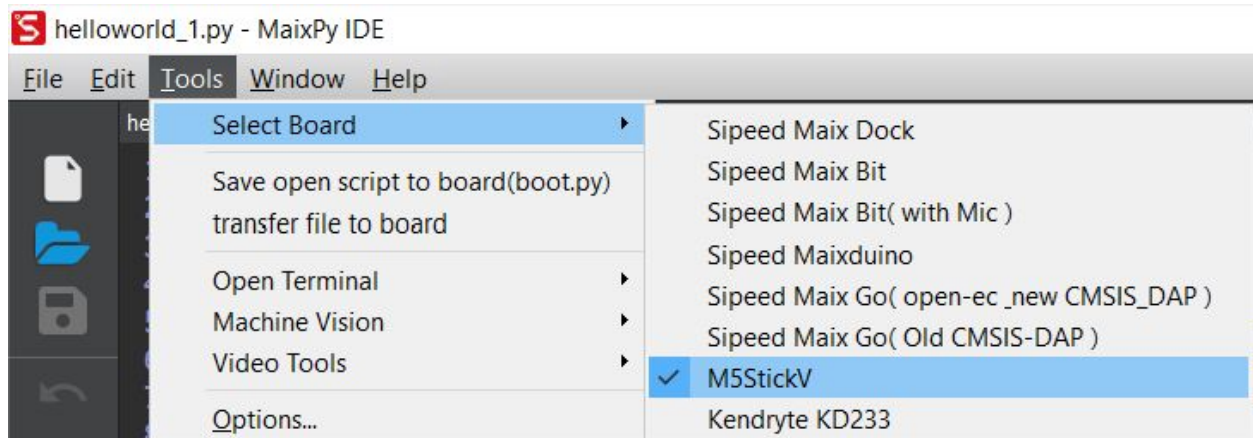 helloworld_1.py - MaixPy IDE
File Edit Tools Window Help
he
Select Board
Save open script to board(boot.py)
transfer file to board
Open Terminal
Machine Vision
Video Tools
Options...
Sipeed Maix Dock
Sipeed Maix Bit
Sipeed Maix Bit( with Mic )
Sipeed Maixduino
Sipeed Maix Go( open-ec _new CMSIS_DAP )
Sipeed Maix Go( Old CMSIS-DAP )
M5StickV
Kendryte KD233